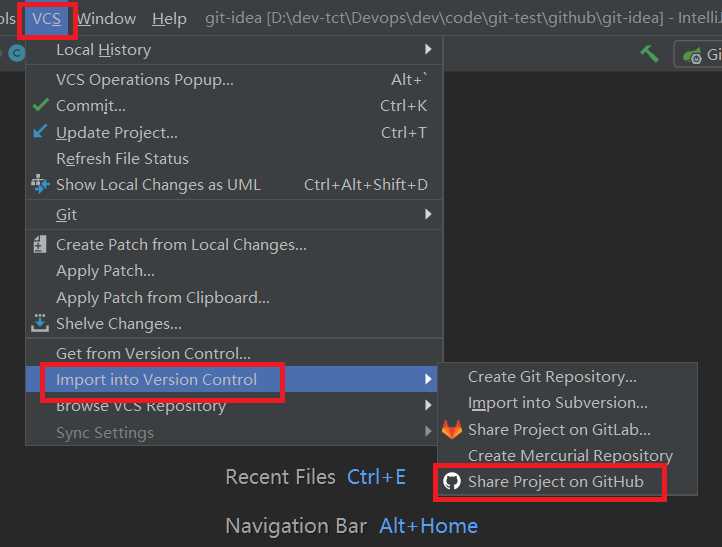 ols VCS Window Help git-idea [D:\dev-tct\Devops\dev\code\git-test\github\git-idea] - IntelliJ
C Gi
Local History
VCS Operations Popup... Alt+`
Commit... Ctrl+K
Update Project... Ctrl+T
Refresh File Status
Show Local Changes as UML Ctrl+Alt+Shift+D
Git
Create Patch from Local Changes...
Apply Patch...
Apply Patch from Clipboard...
Shelve Changes...
Get from Version Control...
Import into Version Control
Browse VCS Repository
Sync Settings
Create Git Repository...
Import into Subversion...
Share Project on GitLab...
Create Mercurial Repository
Share Project on GitHub
Recent Files Ctrl+E
Navigation Bar Alt+Home